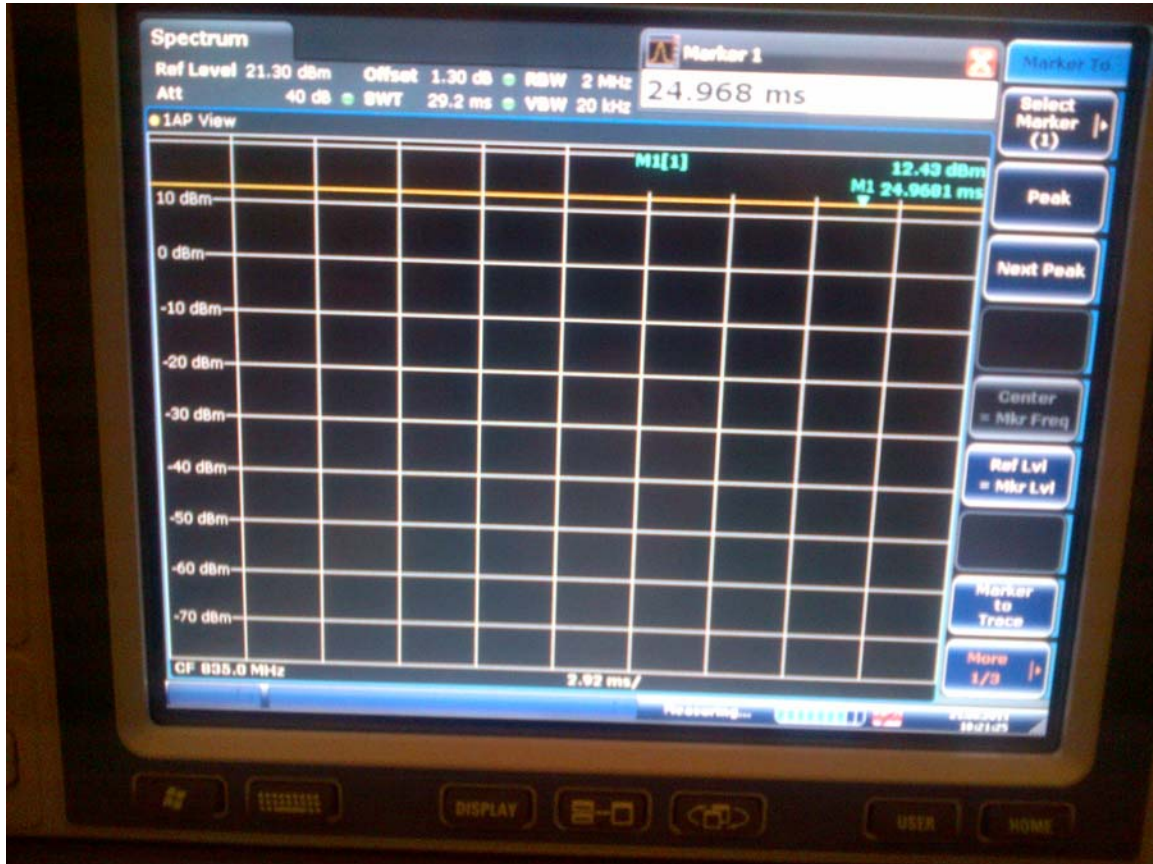 Spectrum
Ref Level 21.30 dBm Offset 1.30 dB RBW 2 MHz
Att 40 dB SWT 29.2 ms VBW 20 kHz
Marker 1
24.968 ms
1AP View
M1[1] 12.43 dBm
M1 24.9681 ms
10 dBm
0 dBm
-10 dBm
-20 dBm
-30 dBm
-40 dBm
-50 dBm
-60 dBm
-70 dBm
CF 835.0 MHz 2.92 ms/
Measuring...
10:21:25
Marker To
Select
Marker
(1)
Peak
Next Peak
Center
= Mkr Freq
Ref Lvl
= Mkr Lvl
Marker
to
Trace
More
1/3
DISPLAY
USER
HOME